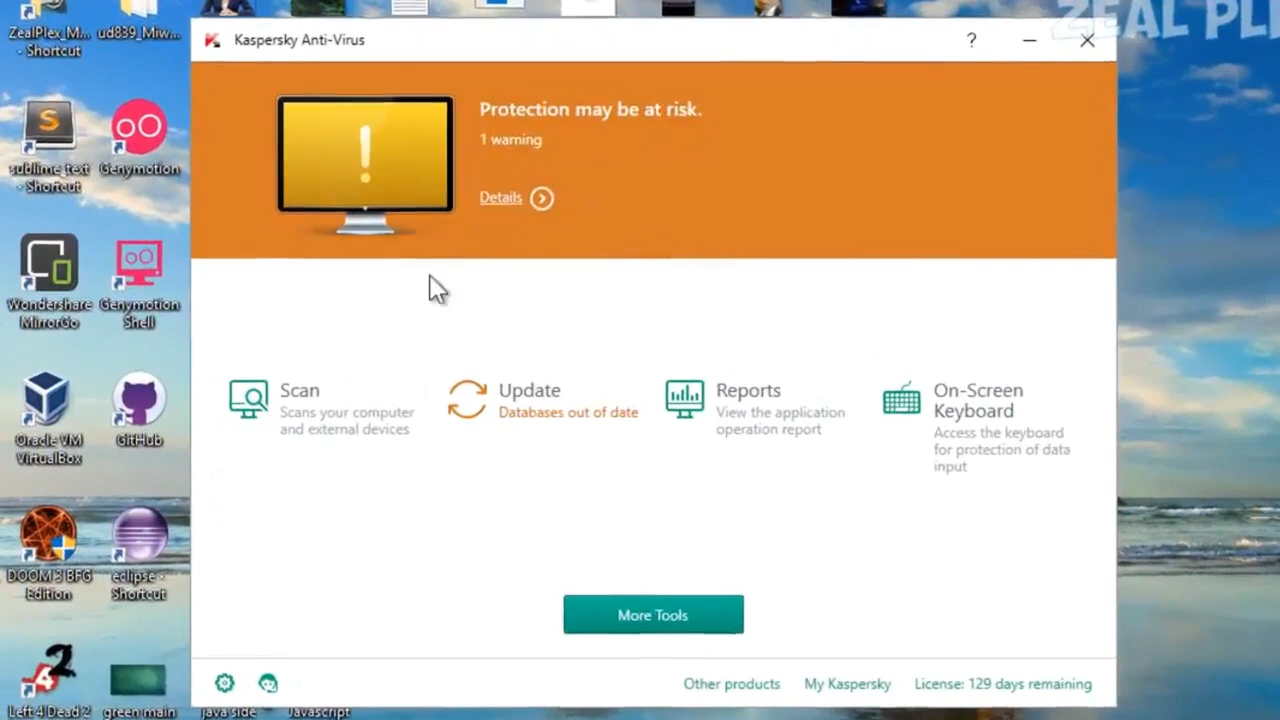 ZealPlex_M...
- Shortcut
ud839_Miw...
ZEAL PL
Kaspersky Anti-Virus
?
Protection may be at risk.
1 warning
Details
sublime_text
- Shortcut
Genymotion
Wondershare
MirrorGo
Genymotion
Shell
Scan
Scans your computer
and external devices
Update
Databases out of date
Reports
View the application
operation report
On-Screen
Keyboard
Access the keyboard
for protection of data
input
Oracle VM
VirtualBox
GitHub
DOOM 3 BFG
Edition
eclipse -
Shortcut
More Tools
Other products
My Kaspersky
License: 129 days remaining
Left 4 Dead 2
green main
java side
Javascript